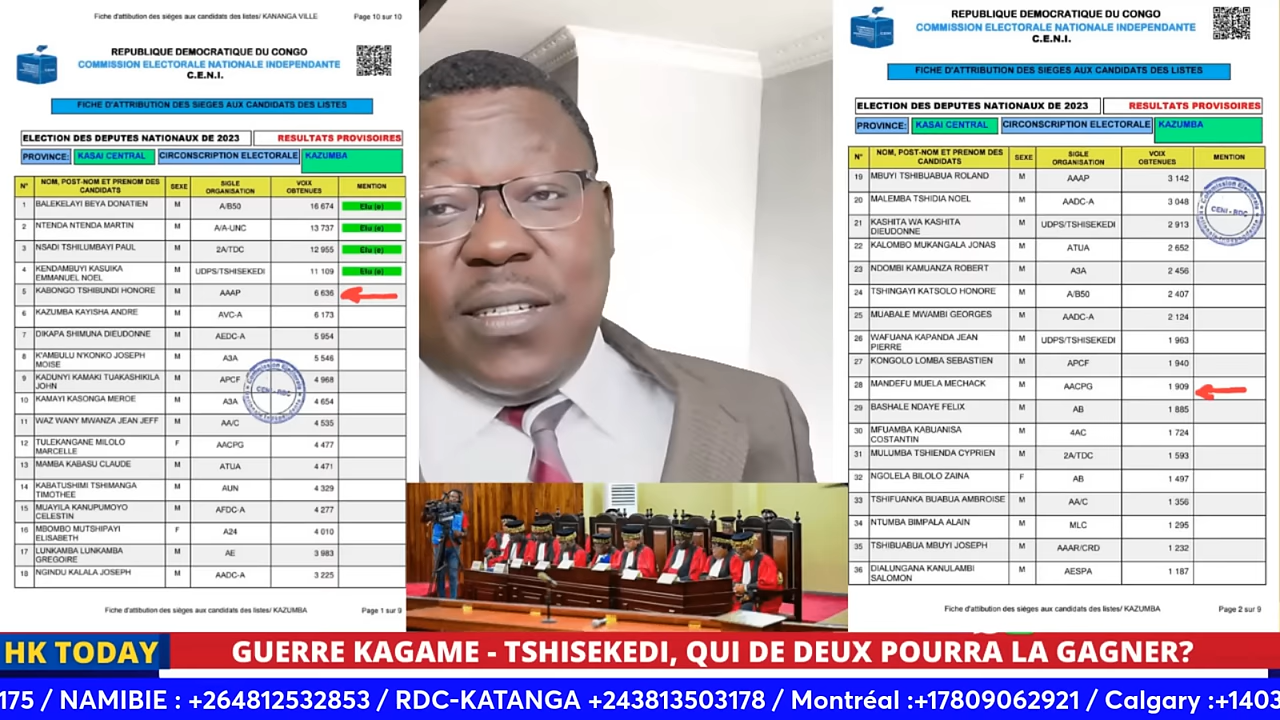 Fiche d'attibution des sièges aux candidats des listes/ KANANGA VILLE Page 10 sur 10
REPUBLIQUE DEMOCRATIQUE DU CONGO
COMMISSION ELECTORALE NATIONALE INDEPENDANTE
C.E.N.I.
FICHE D'ATTRIBUTION DES SIEGES AUX CANDIDATS DES LISTES
ELECTION DES DEPUTES NATIONAUX DE 2023 RESULTATS PROVISOIRES
PROVINCE: KASAI CENTRAL CIRCONSCRIPTION ELECTORALE KAZUMBA
N° NOM, POST-NOM ET PRENOM DES CANDIDATS SEXE SIGLE ORGANISATION VOIX OBTENUES MENTION
1 BALEKELAYI BEYA DONATIEN M A/B50 16 674 Elu (e)
2 NTENDA NTENDA MARTIN M A/A-UNC 13 737 Elu (e)
3 NSADI TSHILUMBAYI PAUL M 2A/TDC 12 955 Elu (e)
4 KENDAMBUYI KASUIKA EMMANUEL NOEL M UDPS/TSHISEKEDI 11 109 Elu (e)
5 KABONGO TSHIBUNDI HONORE M AAAP 6 636
6 KAZUMBA KAYISHA ANDRE M AVC-A 6 173
7 DIKAPA SHIMUNA DIEUDONNE M AEDC-A 5 954
8 K'AMBULU N'KONKO JOSEPH MOISE M A3A 5 546
9 KADUNYI KAMAKI TUAKASHIKILA JOHN M APCF 4 968
10 KAMAYI KASONGA MEROE M A3A 4 654
11 WAZ WANY MWANZA JEAN JEFF M AA/C 4 535
12 TULEKANGANE MILOLO MARCELLE F AACPG 4 477
13 MAMBA KABASU CLAUDE M ATUA 4 471
14 KABATUSHIMI TSHIMANGA TIMOTHEE M AUN 4 329
15 MUAYILA KANUPUMOYO CELESTIN M AFDC-A 4 277
16 MBOMBO MUTSHIPAYI ELISABETH F A24 4 010
17 LUNKAMBA LUNKAMBA GREGOIRE M AE 3 983
18 NGINDU KALALA JOSEPH M AADC-A 3 225
CENI - RDC
Fiche d'attibution des sièges aux candidats des listes/ KAZUMBA Page 1 sur 9
REPUBLIQUE DEMOCRATIQUE DU CONGO
COMMISSION ELECTORALE NATIONALE INDEPENDANTE
C.E.N.I.
FICHE D'ATTRIBUTION DES SIEGES AUX CANDIDATS DES LISTES
ELECTION DES DEPUTES NATIONAUX DE 2023 RESULTATS PROVISOIRES
PROVINCE: KASAI CENTRAL CIRCONSCRIPTION ELECTORALE KAZUMBA
N° NOM, POST-NOM ET PRENOM DES CANDIDATS SEXE SIGLE ORGANISATION VOIX OBTENUES MENTION
19 MBUYI TSHIBUABUA ROLAND M AAAP 3 142
20 MALEMBA TSHIDIA NOEL M AADC-A 3 048
21 KASHITA WA KASHITA DIEUDONNE M UDPS/TSHISEKEDI 2 913
22 KALOMBO MUKANGALA JONAS M ATUA 2 652
23 NDOMBI KAMUANZA ROBERT M A3A 2 456
24 TSHINGAYI KATSOLO HONORE M A/B50 2 407
25 MUABALE MWAMBI GEORGES M AADC-A 2 124
26 WAFUANA KAPANDA JEAN PIERRE M UDPS/TSHISEKEDI 1 963
27 KONGOLO LOMBA SEBASTIEN M APCF 1 940
28 MANDEFU MUELA MECHACK M AACPG 1 909
29 BASHALE NDAYE FELIX M AB 1 885
30 MFUAMBA KABUANISA COSTANTIN M 4AC 1 724
31 MULUMBA TSHIENDA CYPRIEN M 2A/TDC 1 593
32 NGOLELA BILOLO ZAINA F AB 1 497
33 TSHIFUANKA BUABUA AMBROISE M AA/C 1 356
34 NTUMBA BIMPALA ALAIN M MLC 1 295
35 TSHIBUABUA MBUYI JOSEPH M AAAR/CRD 1 232
36 DIALUNGANA KANULAMBI SALOMON M AESPA 1 187
CENI - RDC
Fiche d'attibution des sièges aux candidats des listes/ KAZUMBA Page 2 sur 9
HK TODAY GUERRE KAGAME - TSHISEKEDI, QUI DE DEUX POURRA LA GAGNER?
175 / NAMIBIE : +264812532853 / RDC-KATANGA +243813503178 / Montréal :+17809062921 / Calgary :+1403